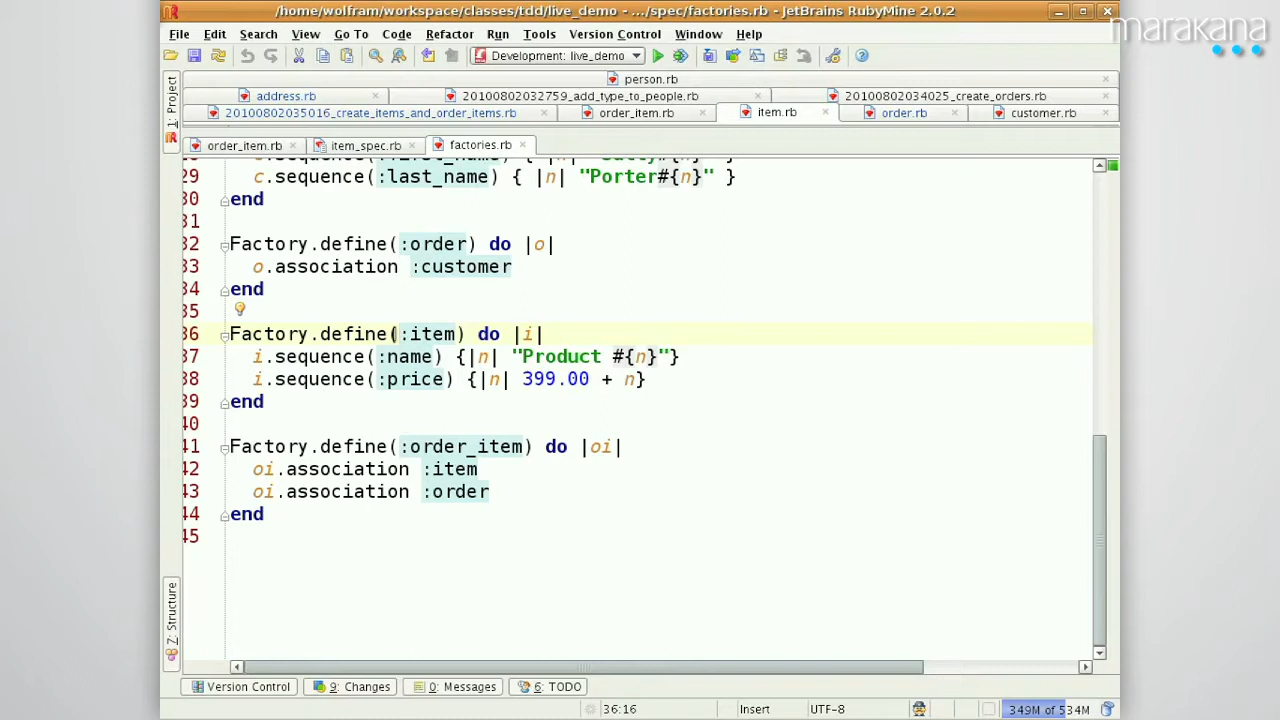 /home/wolfram/workspace/classes/tdd/live_demo - .../spec/factories.rb - JetBrains RubyMine 2.0.2
marakana
File Edit Search View Go To Code Refactor Run Tools Version Control Window Help
Development: live_demo
1: Project
person.rb
address.rb 20100802032759_add_type_to_people.rb 20100802034025_create_orders.rb
20100802035016_create_items_and_order_items.rb order_item.rb item.rb order.rb customer.rb
order_item.rb item_spec.rb factories.rb
29 c.sequence(:last_name) { |n| "Porter#{n}" }
30 end
31
32 Factory.define(:order) do |o|
33 o.association :customer
34 end
35
36 Factory.define(:item) do |i|
37 i.sequence(:name) {|n| "Product #{n}"}
38 i.sequence(:price) {|n| 399.00 + n}
39 end
40
41 Factory.define(:order_item) do |oi|
42 oi.association :item
43 oi.association :order
44 end
45
Z: Structure
Version Control 9: Changes 0: Messages 6: TODO
36:16 Insert UTF-8 349M of 534M